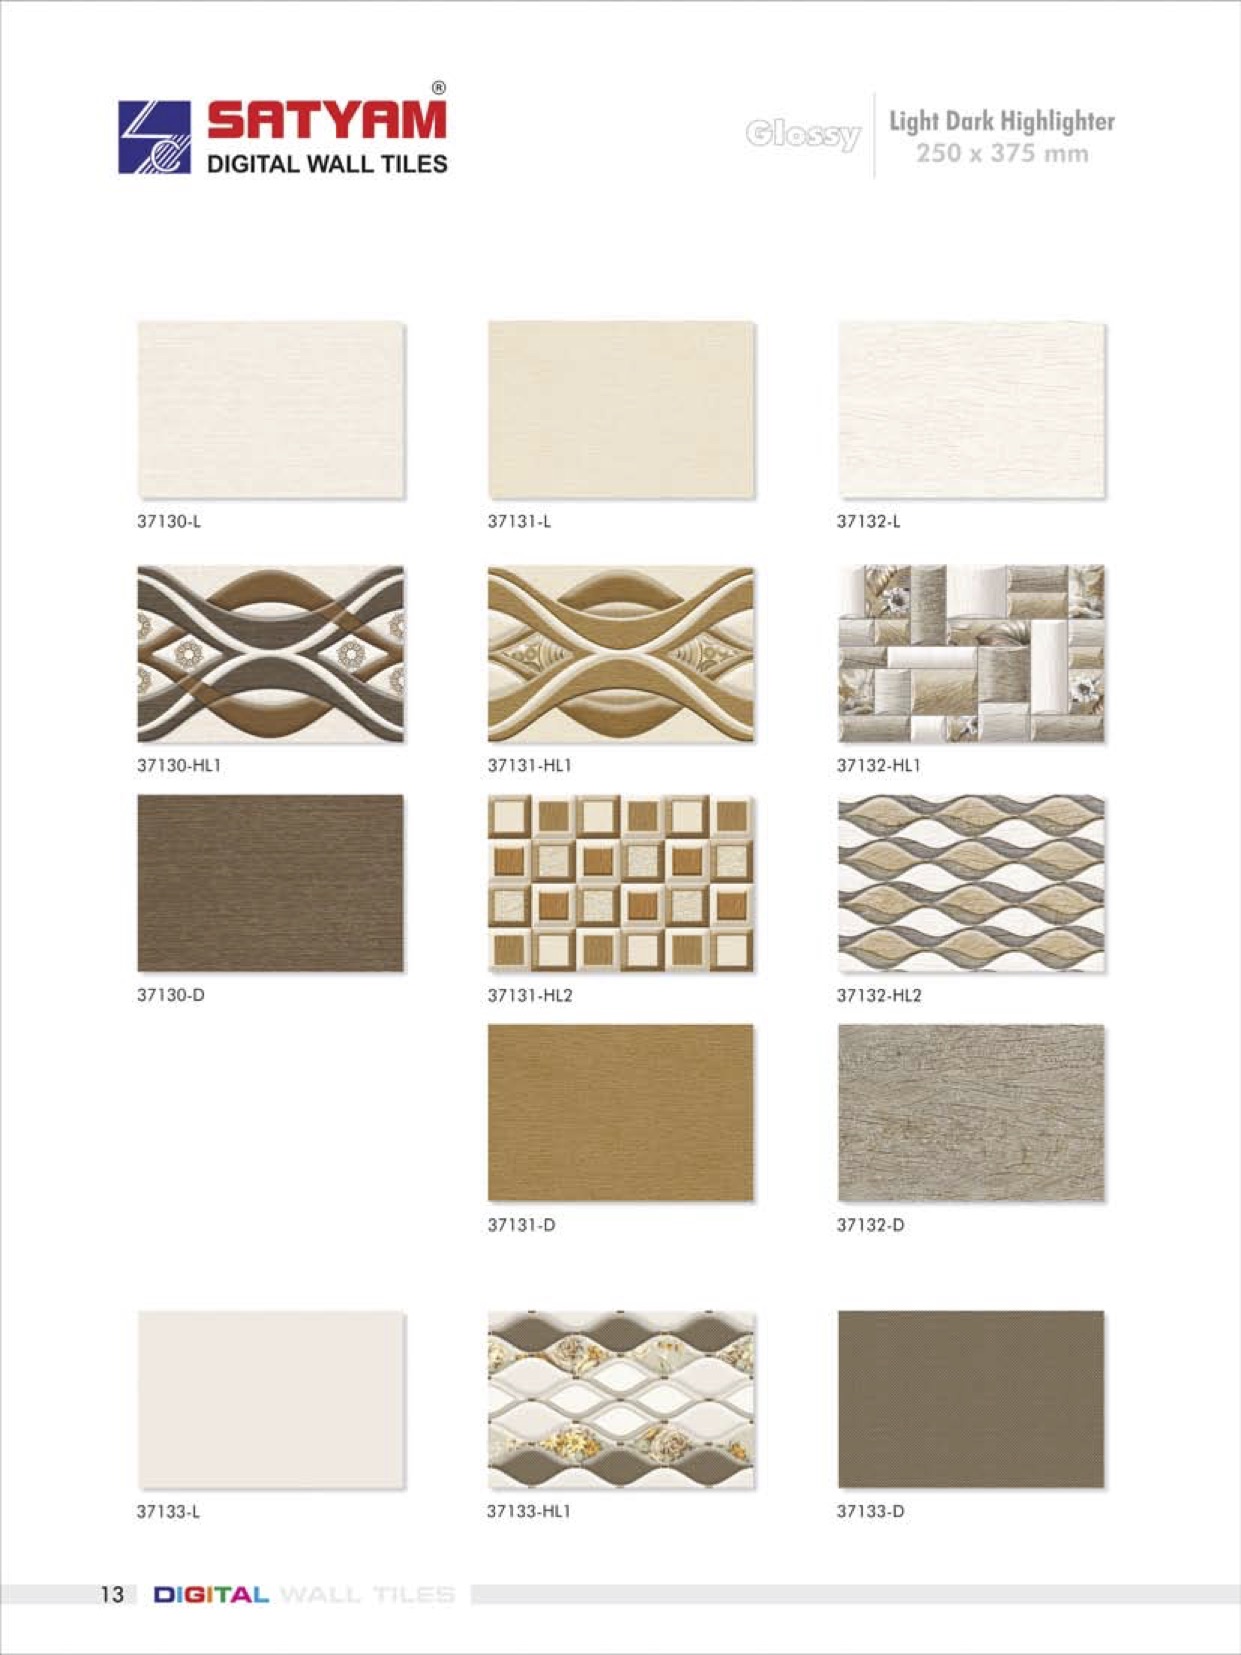 ®
SATYAM
DIGITAL WALL TILES
Glossy
Light Dark Highlighter
250 x 375 mm
37130-L
37131-L
37132-L
37130-HL1
37131-HL1
37132-HL1
37130-D
37131-HL2
37132-HL2
37131-D
37132-D
37133-L
37133-HL1
37133-D
13 DIGITAL WALL TILES